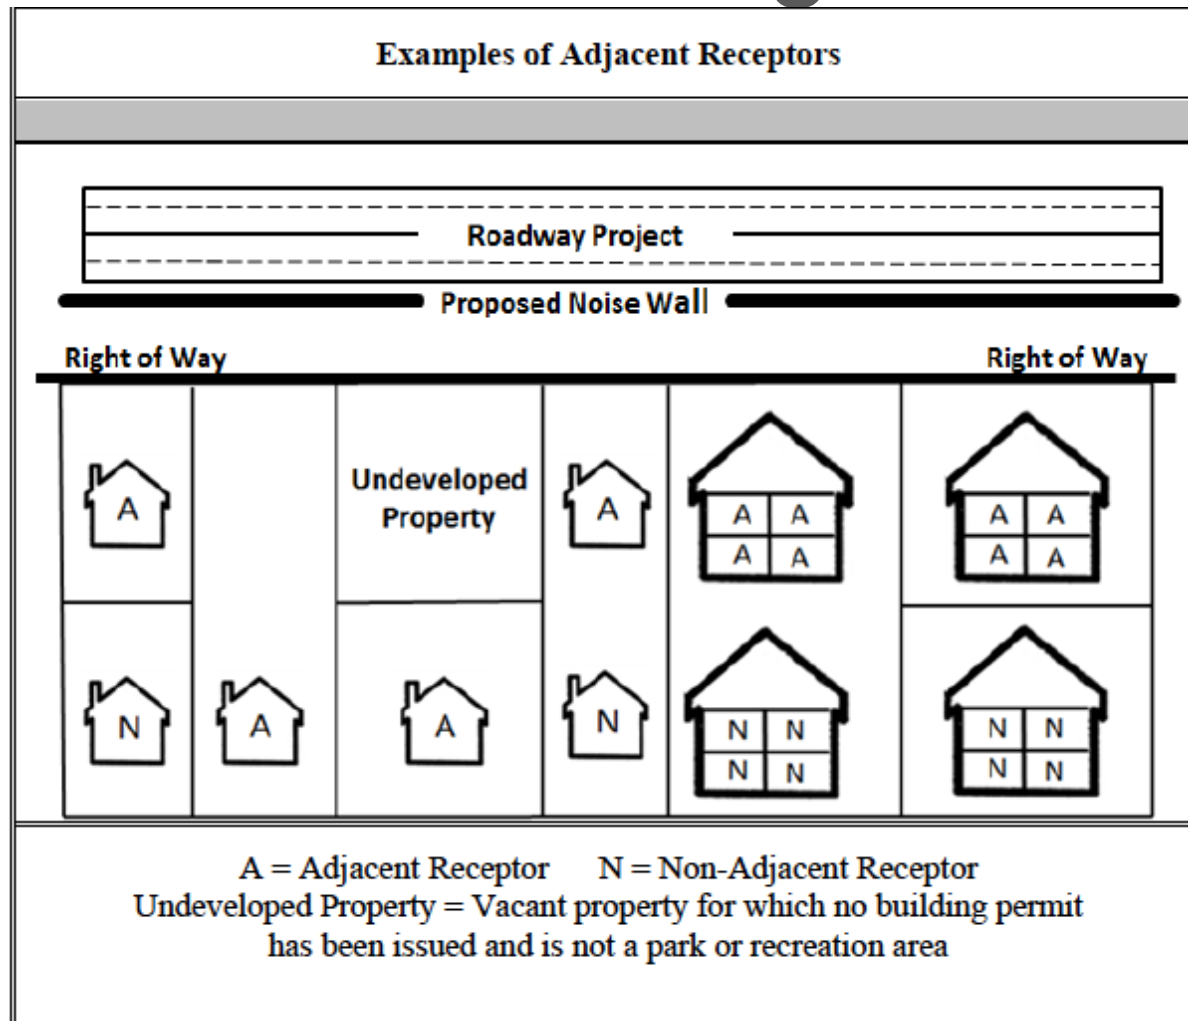 Examples of Adjacent Receptors
Roadway Project
Proposed Noise Wall
Right of Way Right of Way
A
Undeveloped
Property
A
A A
A A
A A
A A
N
A
A
N
N N
N N
N N
N N
A = Adjacent Receptor N = Non-Adjacent Receptor
Undeveloped Property = Vacant property for which no building permit
has been issued and is not a park or recreation area